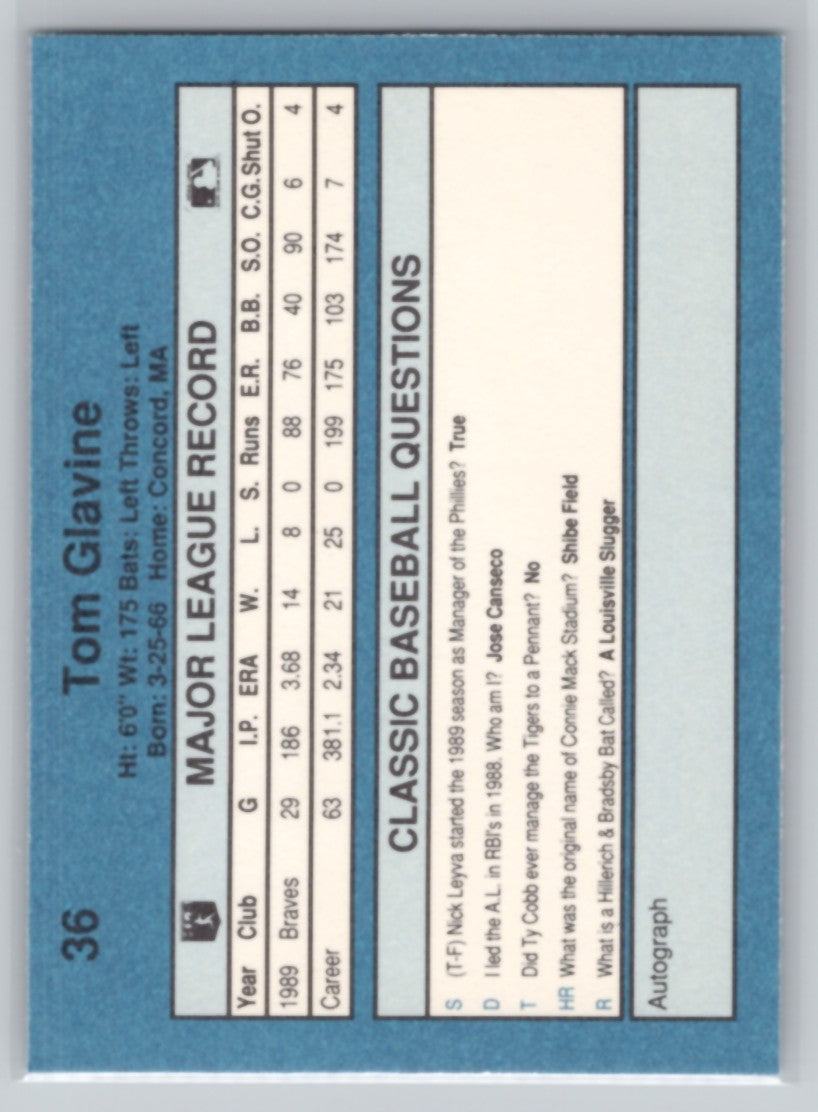 36
Tom Glavine
Ht: 6'0" Wt: 175 Bats: Left Throws: Left
Born: 3-25-66 Home: Concord, MA
MAJOR LEAGUE RECORD
Year Club G I.P. ERA W. L. S. Runs E.R. B.B. S.O. C.G. Shut O.
1989 Braves 29 186 3.68 14 8 0 88 76 40 90 6 4
Career 63 381.1 2.34 21 25 0 199 175 103 174 7 4
CLASSIC BASEBALL QUESTIONS
S (T-F) Nick Leyva started the 1989 season as Manager of the Phillies? True
D I led the A.L. in RBI's in 1988. Who am I? Jose Canseco
T Did Ty Cobb ever manage the Tigers to a Pennant? No
HR What was the original name of Connie Mack Stadium? Shibe Field
R What is a Hillerich & Bradsby Bat Called? A Louisville Slugger
Autograph